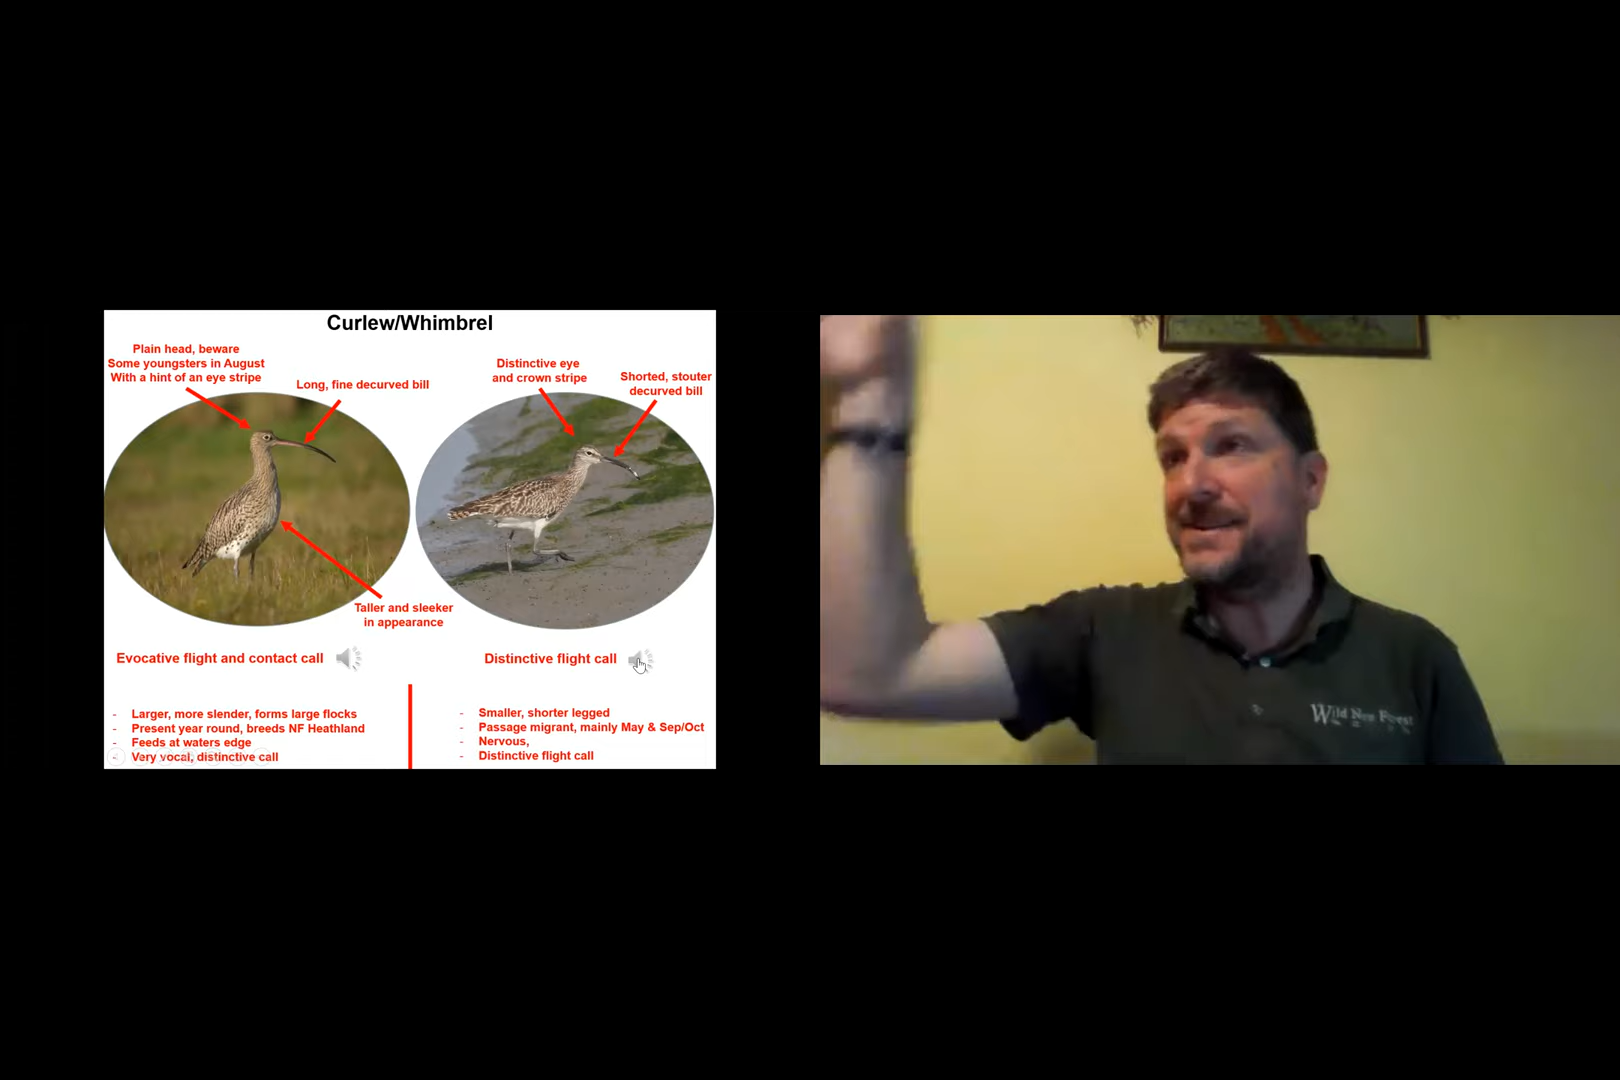 Curlew/Whimbrel
Plain head, beware
Some youngsters in August
With a hint of an eye stripe
Long, fine decurved bill
Distinctive eye
and crown stripe
Shorted, stouter
decurved bill
Taller and sleeker
in appearance
Evocative flight and contact call
Distinctive flight call
- Larger, more slender, forms large flocks
- Present year round, breeds NF Heathland
- Feeds at waters edge
- Very vocal, distinctive call
- Smaller, shorter legged
- Passage migrant, mainly May & Sep/Oct
- Nervous,
- Distinctive flight call
Wild New Forest